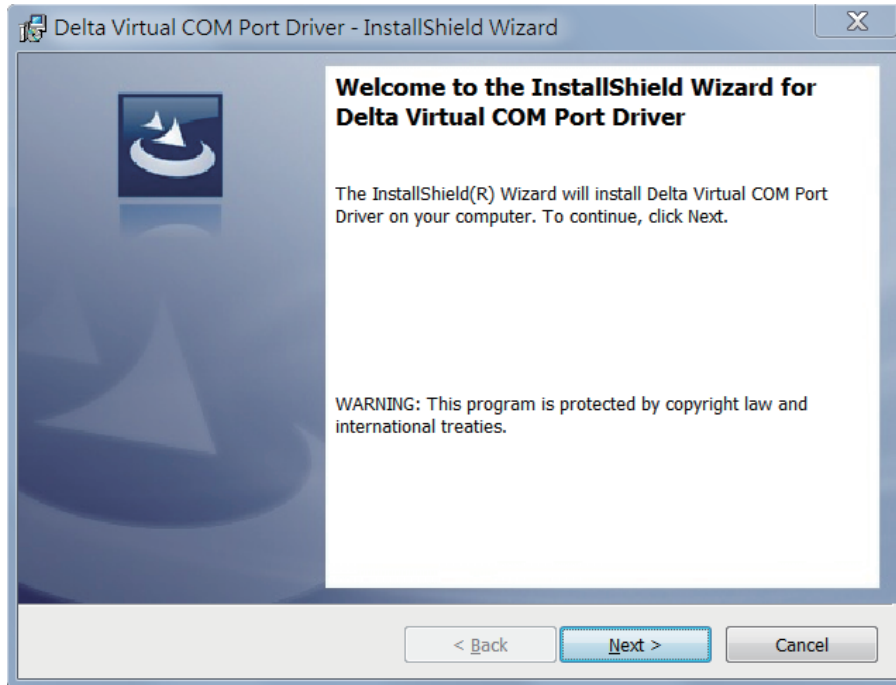 Delta Virtual COM Port Driver - InstallShield Wizard
Welcome to the InstallShield Wizard for
Delta Virtual COM Port Driver
The InstallShield(R) Wizard will install Delta Virtual COM Port
Driver on your computer. To continue, click Next.
WARNING: This program is protected by copyright law and
international treaties.
< Back Next > Cancel